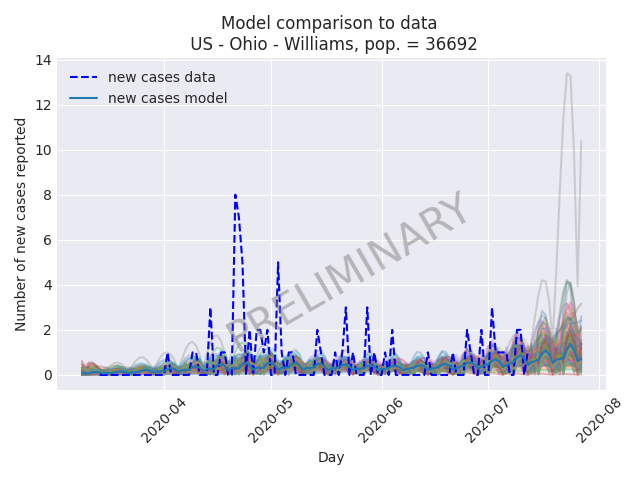 Model comparison to data
US - Ohio - Williams, pop. = 36692
new cases data
new cases model
Number of new cases reported
14
12
10
8
6
4
2
0
PRELIMINARY
2020-04
2020-05
2020-06
2020-07
2020-08
Day